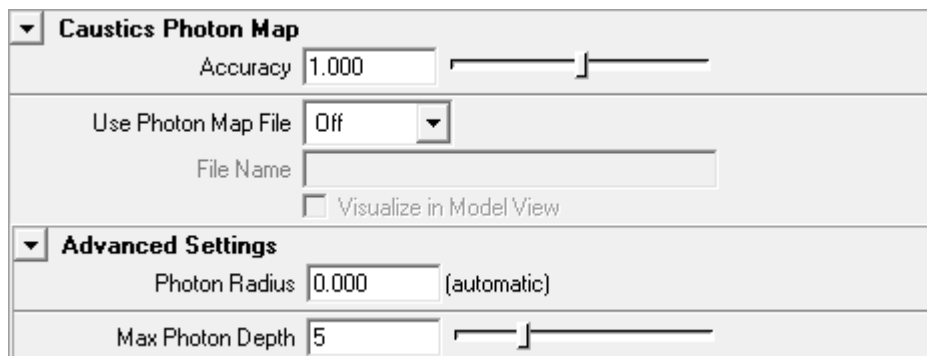 Caustics Photon Map
Accuracy 1.000
Use Photon Map File Off
File Name
Visualize in Model View
Advanced Settings
Photon Radius 0.000 (automatic)
Max Photon Depth 5